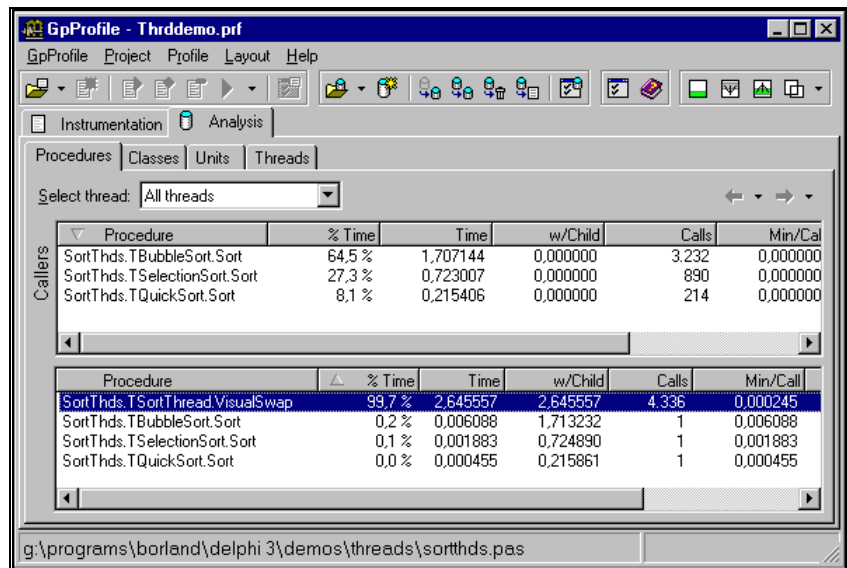 GpProfile - Thrddemo.prf
GpProfile Project Profile Layout Help
Instrumentation Analysis
Procedures Classes Units Threads
Select thread: All threads
Callers
Procedure % Time Time w/Child Calls Min/Cal
SortThds.TBubbleSort.Sort 64,5 % 1,707144 0,000000 3.232 0,000000
SortThds.TSelectionSort.Sort 27,3 % 0,723007 0,000000 890 0,000000
SortThds.TQuickSort.Sort 8,1 % 0,215406 0,000000 214 0,000000
Procedure % Time Time w/Child Calls Min/Call
SortThds.TSortThread.VisualSwap 99,7 % 2,645557 2,645557 4.336 0,000245
SortThds.TBubbleSort.Sort 0,2 % 0,006088 1,713232 1 0,006088
SortThds.TSelectionSort.Sort 0,1 % 0,001883 0,724890 1 0,001883
SortThds.TQuickSort.Sort 0,0 % 0,000455 0,215861 1 0,000455
g:\programs\borland\delphi 3\demos\threads\sortthds.pas